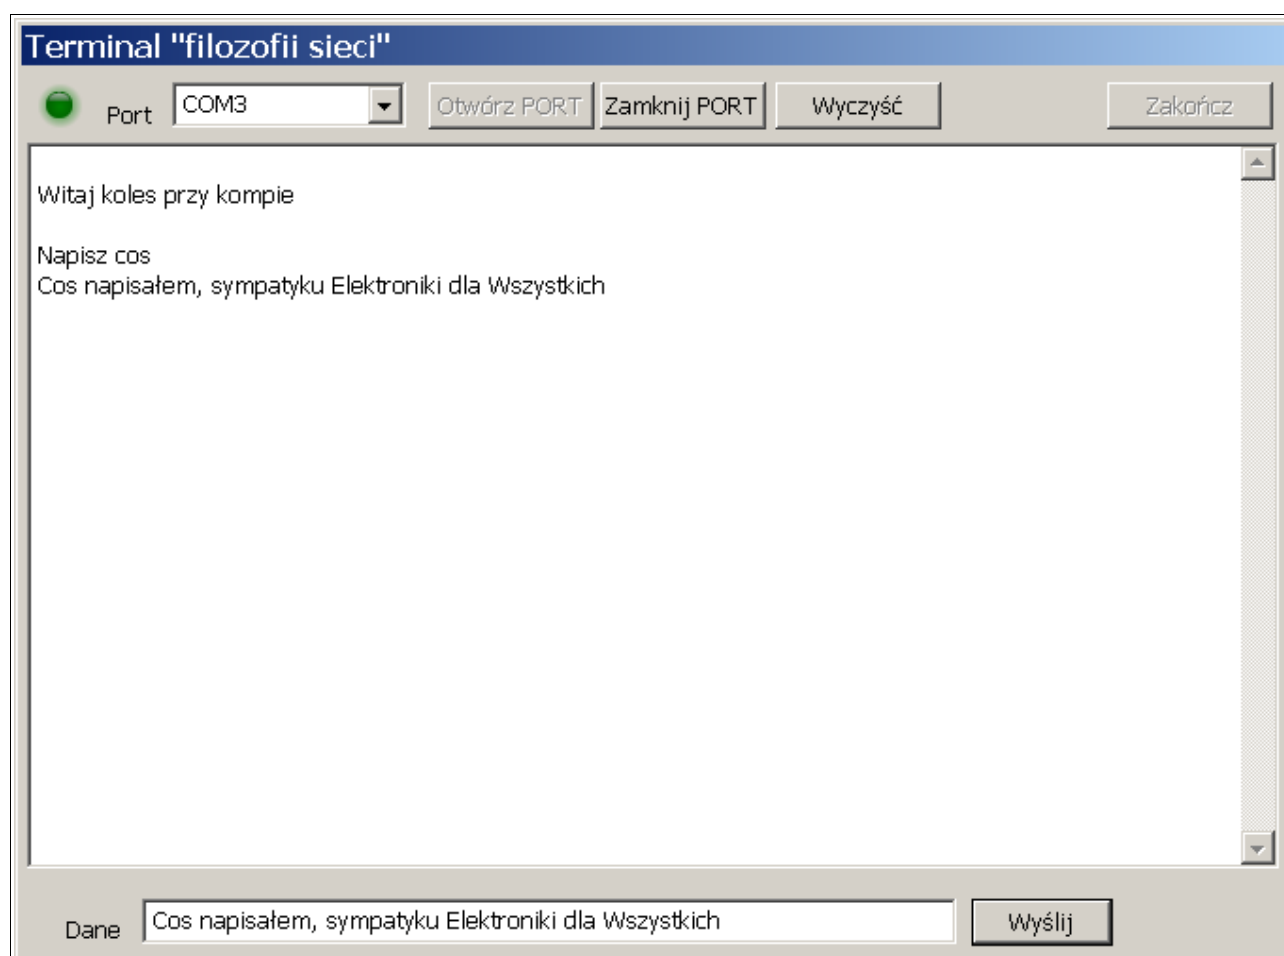 Terminal "filozofii sieci"
Port COM3 Otwórz PORT Zamknij PORT Wyczyść Zakończ
Witaj koles przy kompie
Napisz cos
Cos napisałem, sympatyku Elektroniki dla Wszystkich
Dane Cos napisałem, sympatyku Elektroniki dla Wszystkich Wyślij